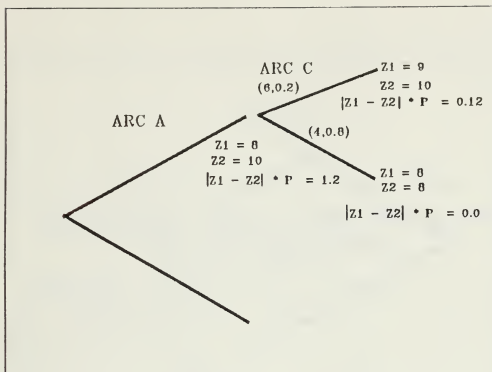 ARC C
(6,0.2)
Z1 = 9
Z2 = 10
|Z1 - Z2| * P = 0.12
ARC A
(4,0.8)
Z1 = 8
Z2 = 10
|Z1 - Z2| * P = 1.2
Z1 = 8
Z2 = 8
|Z1 - Z2| * P = 0.0